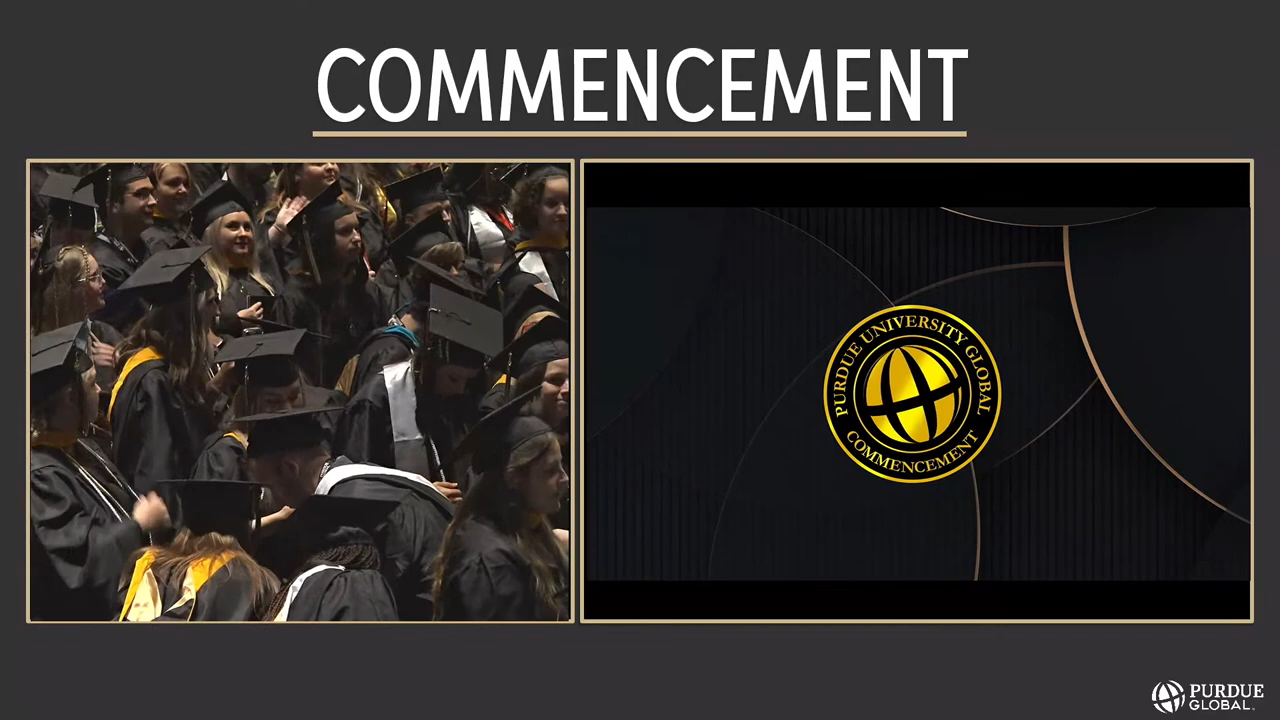 COMMENCEMENT
PURDUE UNIVERSITY GLOBAL
COMMENCEMENT
PURDUE
GLOBAL.